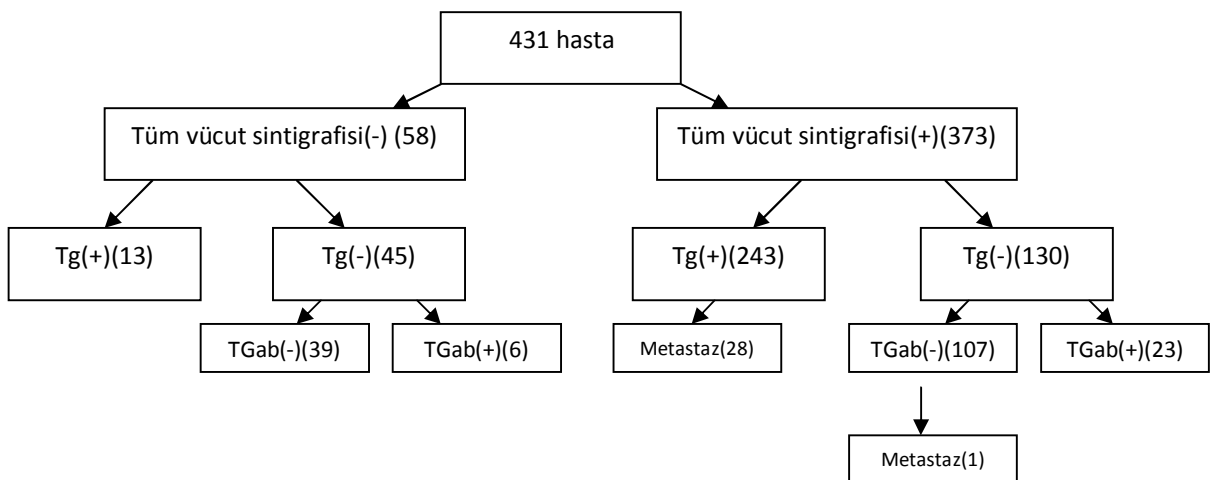 431 hasta
Tüm vücut sintigrafisi(-) (58)
Tüm vücut sintigrafisi(+)(373)
Tg(+)(13)
Tg(-)(45)
Tg(+)(243)
Tg(-)(130)
TGab(-)(39)
TGab(+)(6)
Metastaz(28)
TGab(-)(107)
TGab(+)(23)
Metastaz(1)